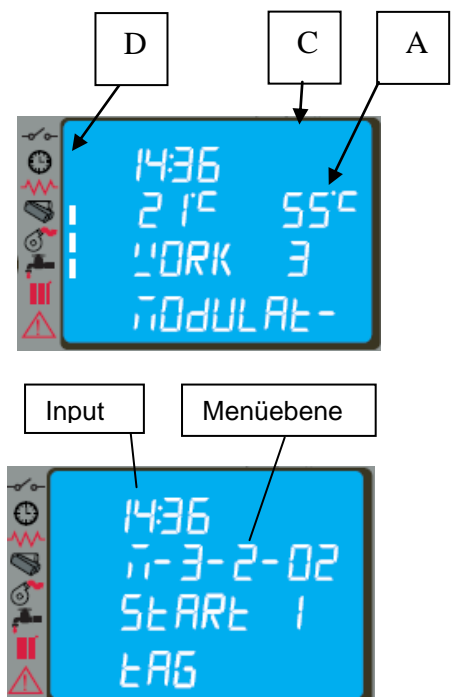 D C A
14:36
21°C 55°C
WORK 3
MODULAT-
Input Menüebene
14:36
M-3-2-02
START 1
TAG